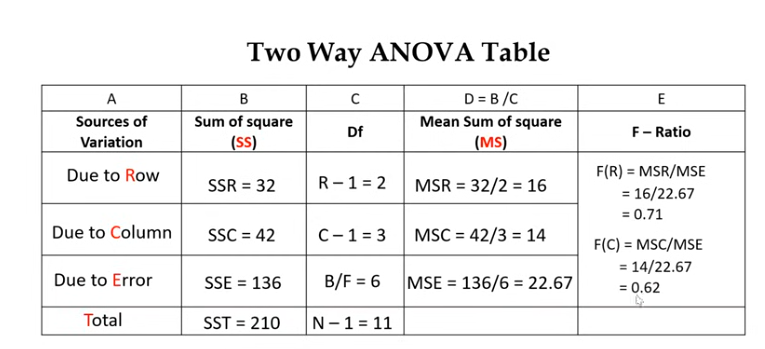 Two Way ANOVA Table
A B C D = B /C E
Sources of Variation Sum of square (SS) Df Mean Sum of square (MS) F – Ratio
Due to Row SSR = 32 R – 1 = 2 MSR = 32/2 = 16
F(R) = MSR/MSE
= 16/22.67
= 0.71
Due to Column SSC = 42 C – 1 = 3 MSC = 42/3 = 14
F(C) = MSC/MSE
= 14/22.67
= 0.62
Due to Error SSE = 136 B/F = 6 MSE = 136/6 = 22.67
Total SST = 210 N – 1 = 11